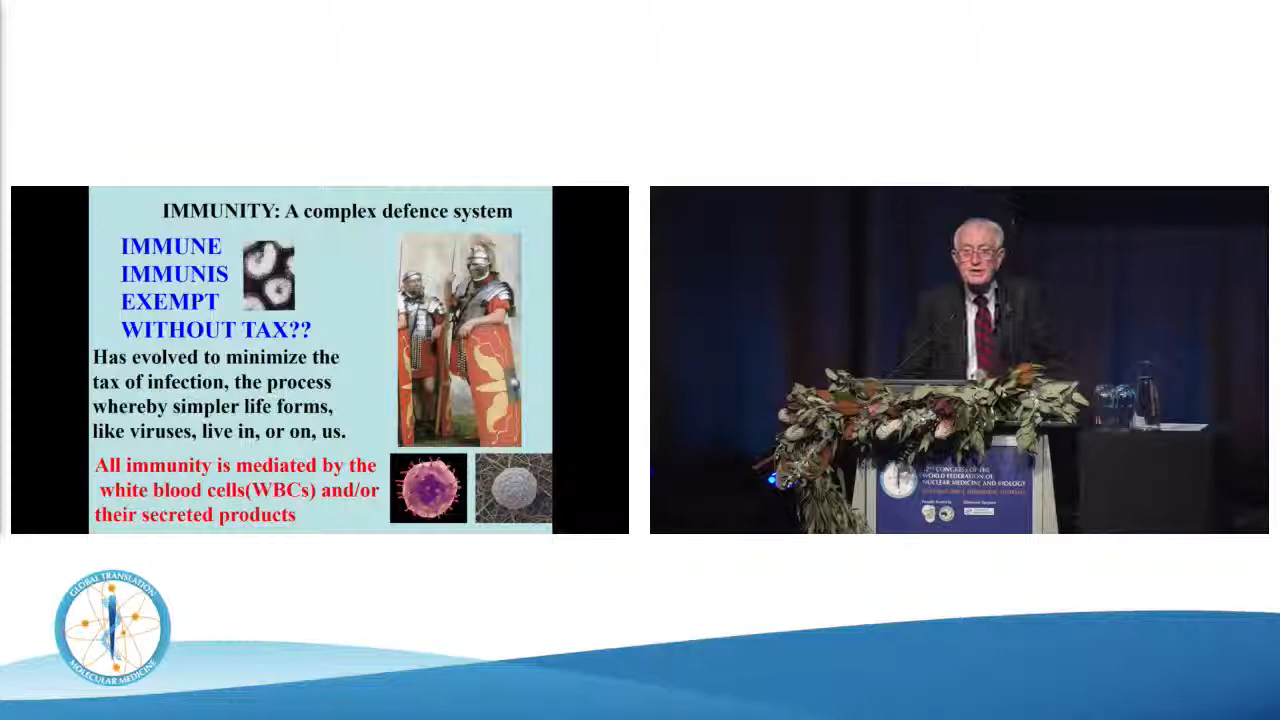 IMMUNITY: A complex defence system
IMMUNE
IMMUNIS
EXEMPT
WITHOUT TAX??
Has evolved to minimize the
tax of infection, the process
whereby simpler life forms,
like viruses, live in, or on, us.
All immunity is mediated by the
white blood cells(WBCs) and/or
their secreted products
CONGRESS OF THE
WORLD FEDERATION OF
NUCLEAR MEDICINE AND BIOLOGY
GLOBAL TRANSLATION
MOLECULAR MEDICINE